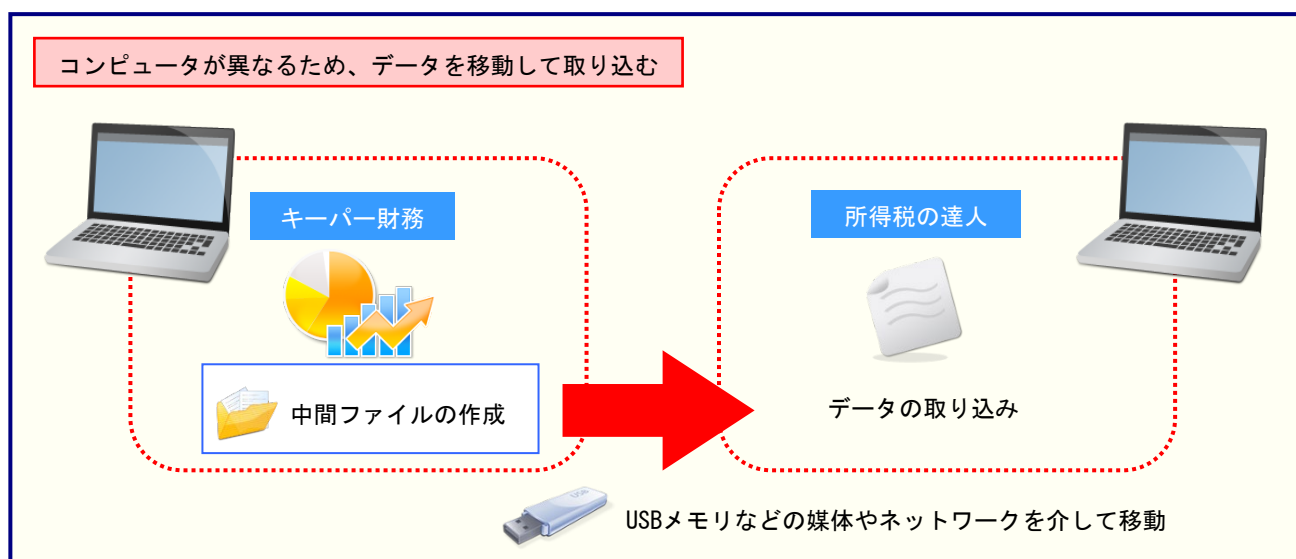 コンピュータが異なるため、データを移動して取り込む
キーパー財務
所得税の達人
中間ファイルの作成
データの取り込み
USB
USBメモリなどの媒体やネットワークを介して移動